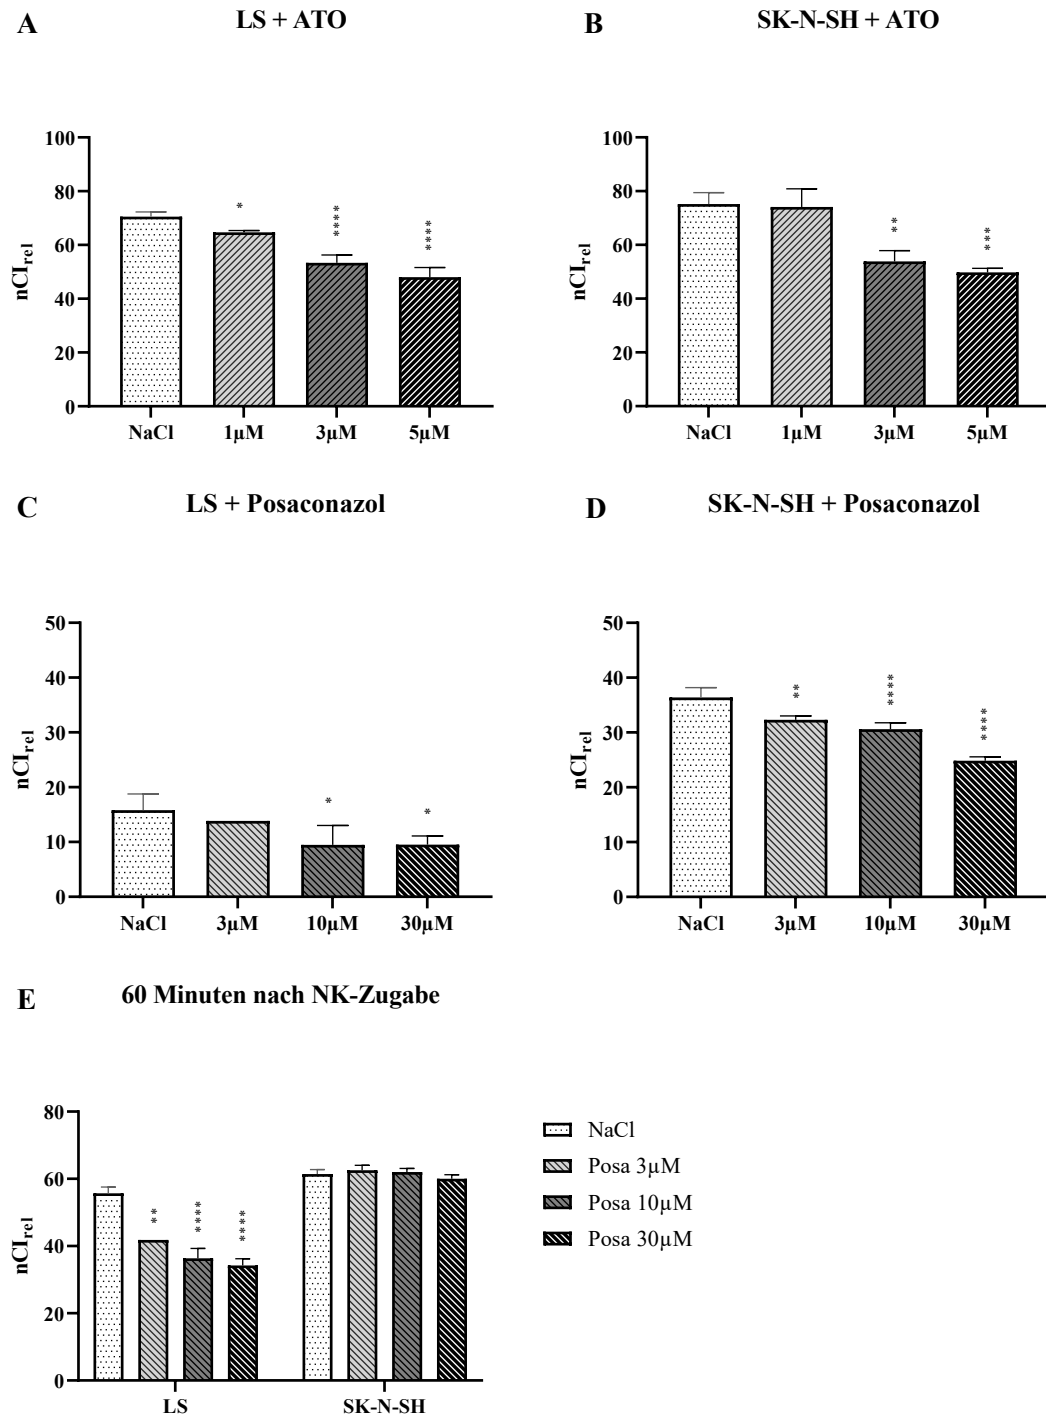 A
LS + ATO
nCIrel
100
80
60
40
20
0
*
****
****
NaCl 1µM 3µM 5µM
B
SK-N-SH + ATO
nCIrel
100
80
60
40
20
0
**
***
NaCl 1µM 3µM 5µM
C
LS + Posaconazol
nCIrel
50
40
30
20
10
0
*
*
NaCl 3µM 10µM 30µM
D
SK-N-SH + Posaconazol
nCIrel
50
40
30
20
10
0
**
****
****
NaCl 3µM 10µM 30µM
E
60 Minuten nach NK-Zugabe
nCIrel
80
60
40
20
0
**
****
****
LS SK-N-SH
NaCl
Posa 3µM
Posa 10µM
Posa 30µM